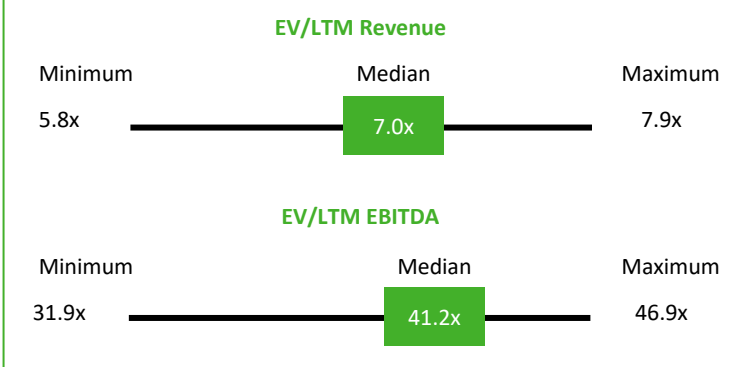 EV/LTM Revenue
Minimum Median Maximum
5.8x 7.0x 7.9x
EV/LTM EBITDA
Minimum Median Maximum
31.9x 41.2x 46.9x